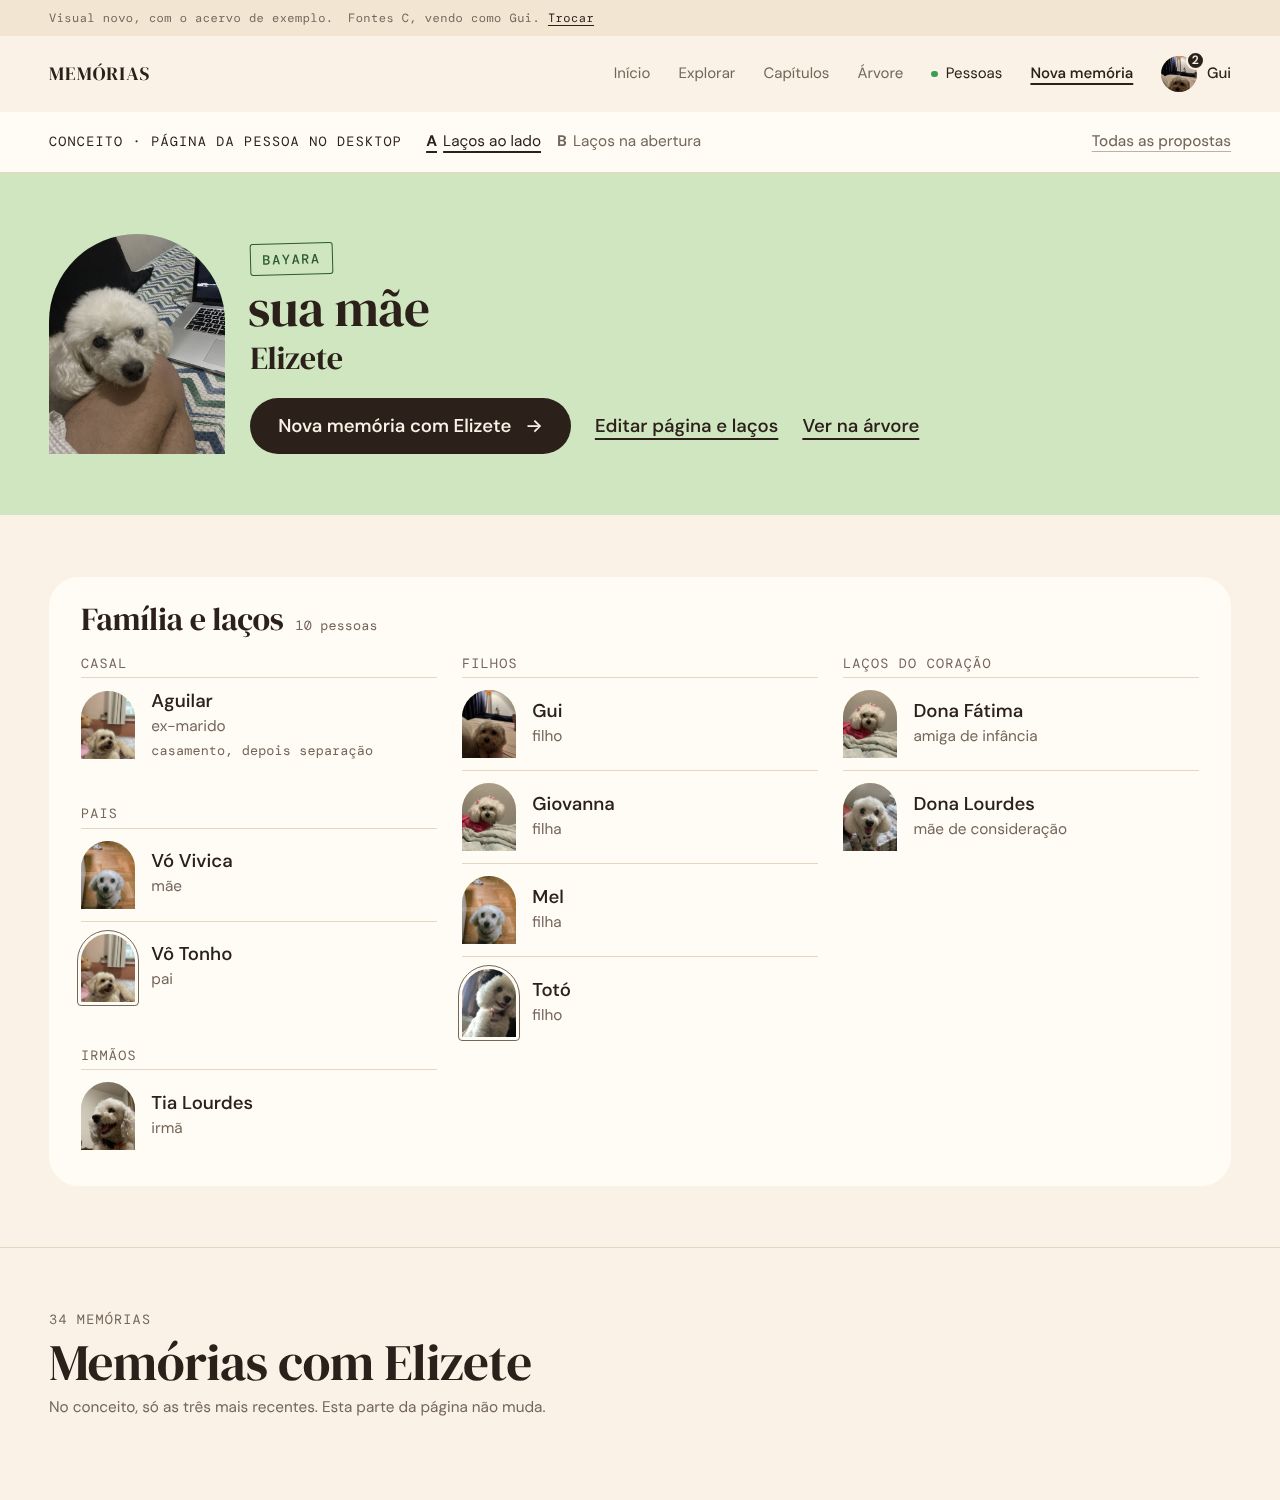 Visual novo, com o acervo de exemplo. Fontes C, vendo como Gui. Trocar
MEMÓRIAS
Início
Explorar
Capítulos
Árvore
Pessoas
Nova memória
2
Gui
CONCEITO · PÁGINA DA PESSOA NO DESKTOP
A Laços ao lado
B Laços na abertura
Todas as propostas
BAYARA
sua mãe
Elizete
Nova memória com Elizete →
Editar página e laços
Ver na árvore
Família e laços 10 pessoas
CASAL
Aguilar
ex-marido
casamento, depois separação
PAIS
Vó Vivica
mãe
Vô Tonho
pai
IRMÃOS
Tia Lourdes
irmã
FILHOS
Gui
filho
Giovanna
filha
Mel
filha
Totó
filho
LAÇOS DO CORAÇÃO
Dona Fátima
amiga de infância
Dona Lourdes
mãe de consideração
34 MEMÓRIAS
Memórias com Elizete
No conceito, só as três mais recentes. Esta parte da página não muda.